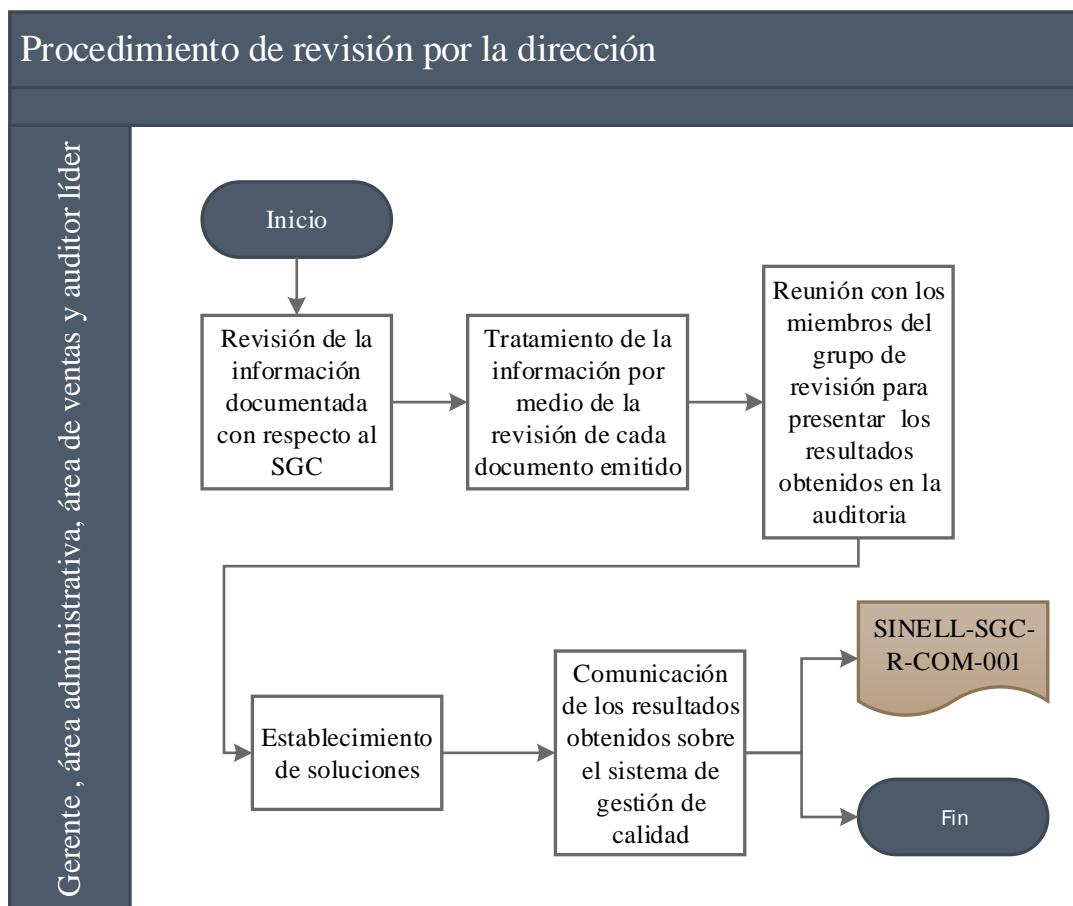 Procedimiento de revisión por la dirección
Gerente , área administrativa, área de ventas y auditor líder
Inicio
Revisión de la
información
documentada
con respecto al
SGC
Tratamiento de la
información por
medio de la
revisión de cada
documento emitido
Reunión con los
miembros del
grupo de
revisión para
presentar los
resultados
obtenidos en la
auditoria
Establecimiento
de soluciones
Comunicación
de los resultados
obtenidos sobre
el sistema de
gestión de
calidad
SINELL-SGC-
R-COM-001
Fin